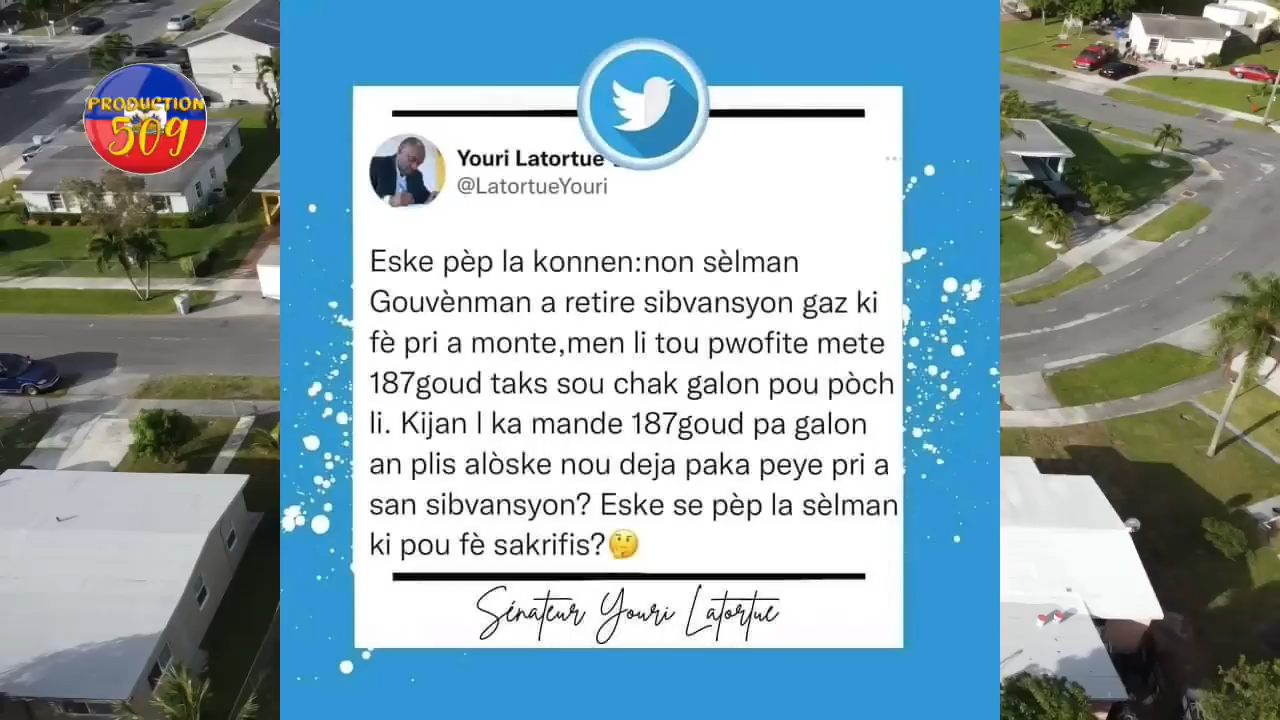 PRODUCTION
509
Youri Latortue
@LatortueYouri
Eske pèp la konnen:non sèlman
Gouvènman a retire sibvansyon gaz ki
fè pri a monte,men li tou pwofite mete
187goud taks sou chak galon pou pòch
li. Kijan l ka mande 187goud pa galon
an plis alòske nou deja paka peye pri a
san sibvansyon? Eske se pèp la sèlman
ki pou fè sakrifis?🤔
Sénateur Youri Latortue